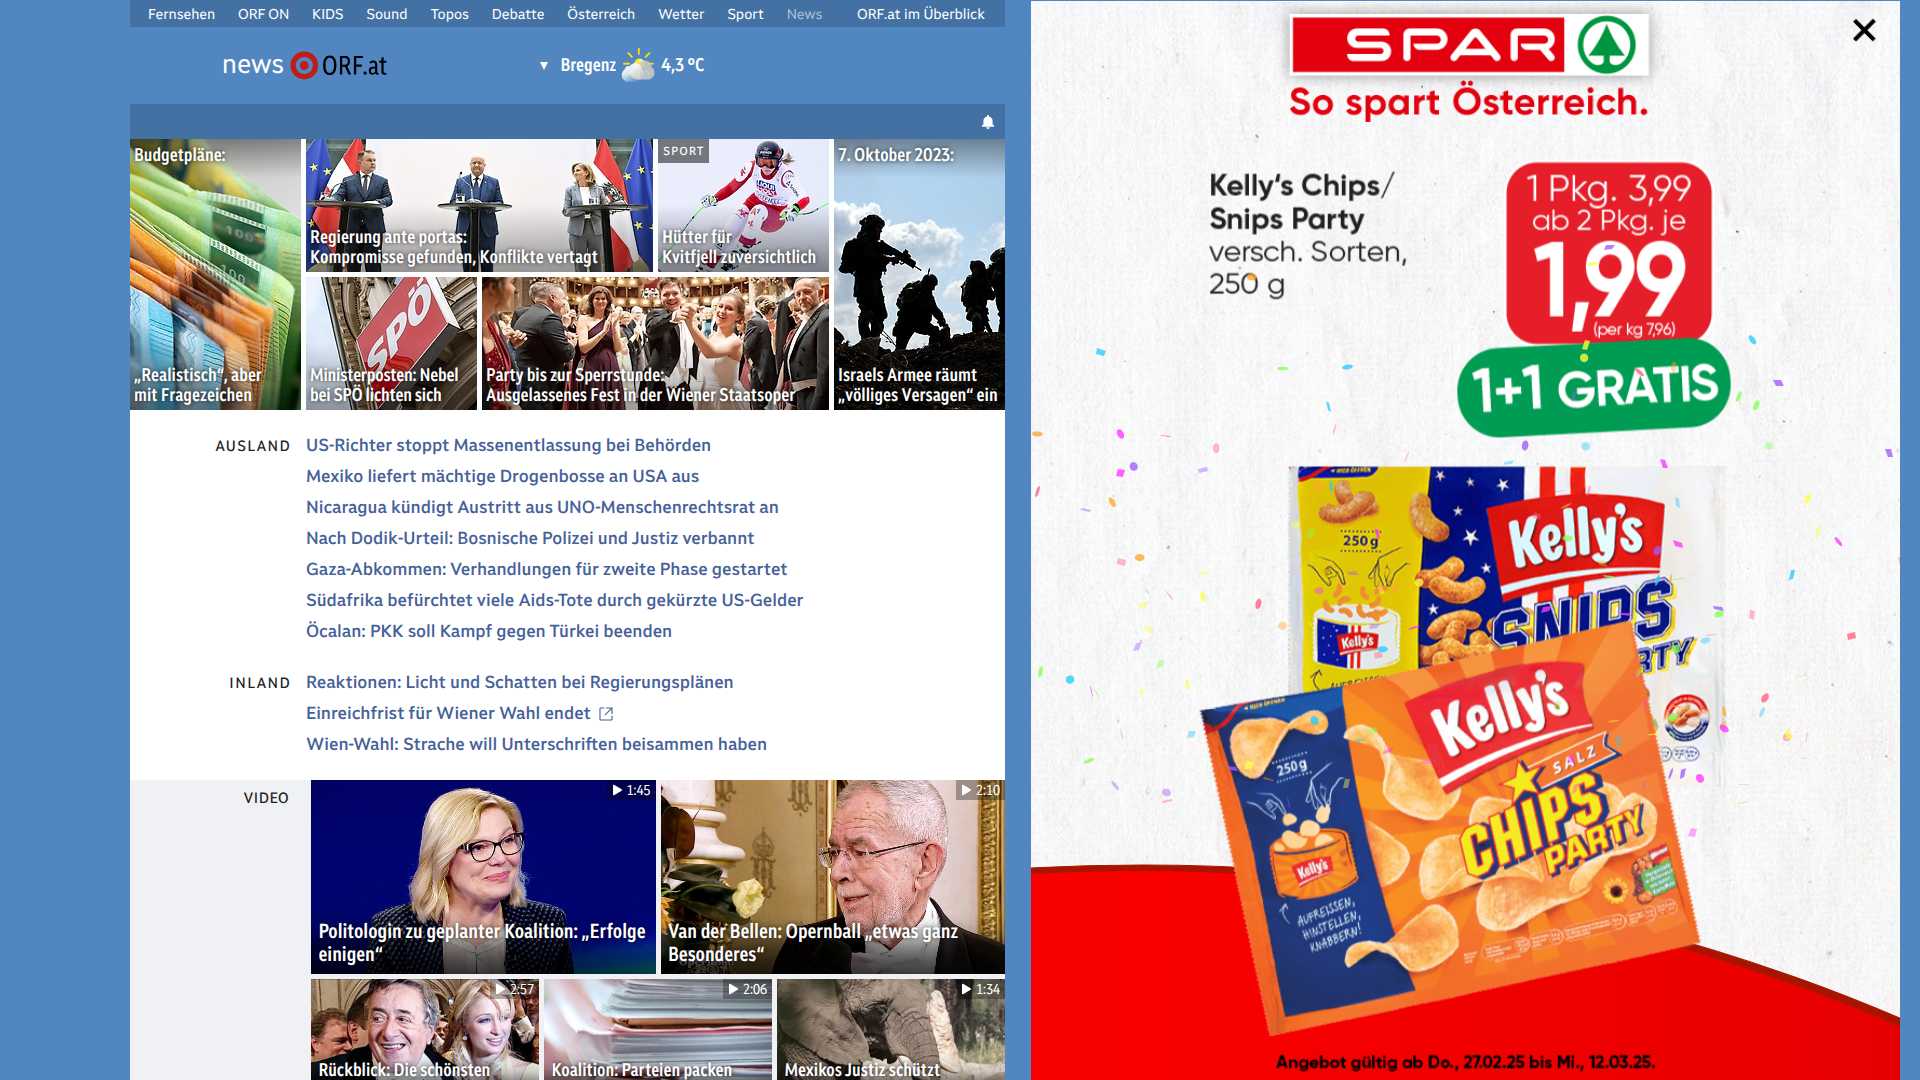 Fernsehen ORF ON KIDS Sound Topos Debatte Österreich Wetter Sport News ORF.at im Überblick
news ORF.at
Bregenz 4,3 °C
Budgetpläne:
„Realistisch“, aber
mit Fragezeichen
Regierung ante portas:
Kompromisse gefunden, Konflikte vertagt
SPORT
Hütter für
Kvitfjell zuversichtlich
7. Oktober 2023:
Israels Armee räumt
„völliges Versagen“ ein
SPÖ
Ministerposten: Nebel
bei SPÖ lichten sich
Party bis zur Sperrstunde:
Ausgelassenes Fest in der Wiener Staatsoper
AUSLAND
US-Richter stoppt Massenentlassung bei Behörden
Mexiko liefert mächtige Drogenbosse an USA aus
Nicaragua kündigt Austritt aus UNO-Menschenrechtsrat an
Nach Dodik-Urteil: Bosnische Polizei und Justiz verbannt
Gaza-Abkommen: Verhandlungen für zweite Phase gestartet
Südafrika befürchtet viele Aids-Tote durch gekürzte US-Gelder
Öcalan: PKK soll Kampf gegen Türkei beenden
INLAND
Reaktionen: Licht und Schatten bei Regierungsplänen
Einreichfrist für Wiener Wahl endet
Wien-Wahl: Strache will Unterschriften beisammen haben
VIDEO
1:45
Politologin zu geplanter Koalition: „Erfolge
einigen“
2:10
Van der Bellen: Opernball „etwas ganz
Besonderes“
2:57
Rückblick: Die schönsten
2:06
Koalition: Parteien packen
1:34
Mexikos Justiz schützt
SPAR
So spart Österreich.
Kelly's Chips/
Snips Party
versch. Sorten,
250 g
1 Pkg. 3,99
ab 2 Pkg. je
1,99
(per kg 7,96)
1+1 GRATIS
250g
Kelly's
SNIPS
Kelly's
Kelly's
SALZ
CHIPS
PARTY
250g
Kelly's
AUFREISSEN,
HINSTELLEN,
KNABBERN!
Angebot gültig ab Do., 27.02.25 bis Mi., 12.03.25.